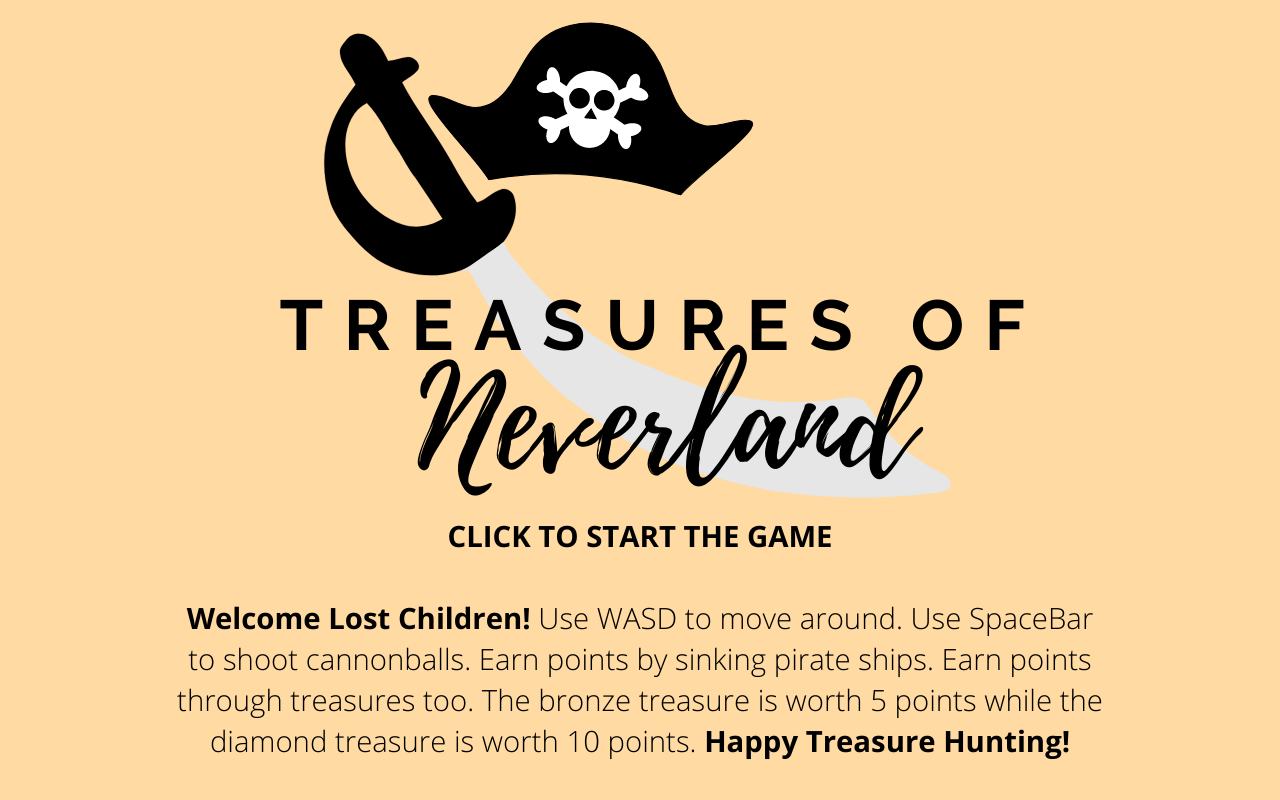 TREASURES OF
Neverland
CLICK TO START THE GAME
Welcome Lost Children! Use WASD to move around. Use SpaceBar
to shoot cannonballs. Earn points by sinking pirate ships. Earn points
through treasures too. The bronze treasure is worth 5 points while the
diamond treasure is worth 10 points. Happy Treasure Hunting!